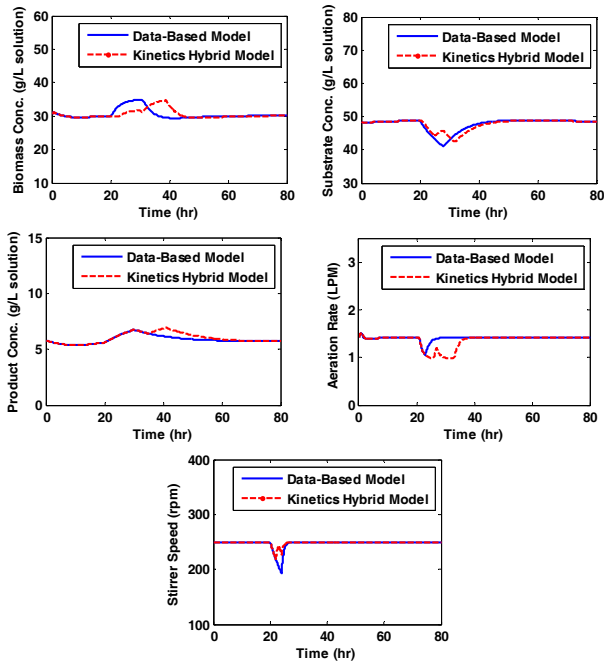 60
50
40
30
20
10
0 20 40 60 80
Time (hr)
Biomass Conc. (g/L solution)
Data-Based Model
Kinetics Hybrid Model
80
70
60
50
40
30
0 20 40 60 80
Time (hr)
Substrate Conc. (g/L solution)
Data-Based Model
Kinetics Hybrid Model
15
10
5
0
0 20 40 60 80
Time (hr)
Product Conc. (g/L solution)
Data-Based Model
Kinetics Hybrid Model
3
2
1
0
0 20 40 60 80
Time (hr)
Aeration Rate (LPM)
Data-Based Model
Kinetics Hybrid Model
400
300
200
100
0 20 40 60 80
Time (hr)
Stirrer Speed (rpm)
Data-Based Model
Kinetics Hybrid Model